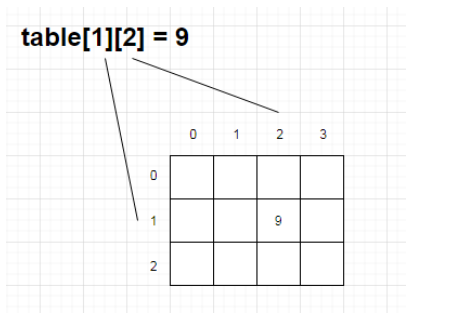 table[1][2] = 9
0 1 2 3
0
1 9
2